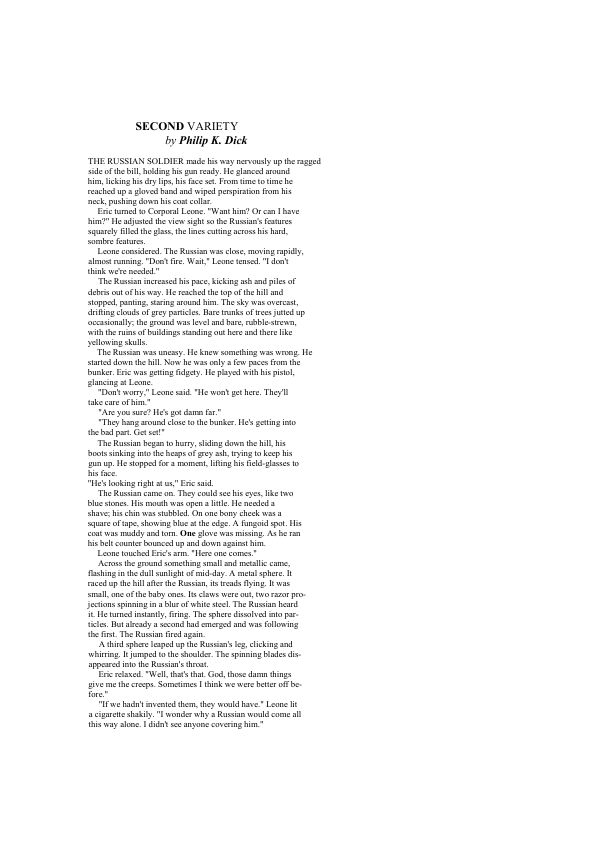 SECOND VARIETY
by Philip K. Dick
THE RUSSIAN SOLDIER made his way nervously up the ragged
side of the bill, holding his gun ready. He glanced around
him, licking his dry lips, his face set. From time to time he
reached up a gloved band and wiped perspiration from his
neck, pushing down his coat collar.
Eric turned to Corporal Leone. "Want him? Or can I have
him?" He adjusted the view sight so the Russian's features
squarely filled the glass, the lines cutting across his hard,
sombre features.
Leone considered. The Russian was close, moving rapidly,
almost running. "Don't fire. Wait," Leone tensed. "I don't
think we're needed."
The Russian increased his pace, kicking ash and piles of
debris out of his way. He reached the top of the hill and
stopped, panting, staring around him. The sky was overcast,
drifting clouds of grey particles. Bare trunks of trees jutted up
occasionally; the ground was level and bare, rubble-strewn,
with the ruins of buildings standing out here and there like
yellowing skulls.
The Russian was uneasy. He knew something was wrong. He
started down the hill. Now he was only a few paces from the
bunker. Eric was getting fidgety. He played with his pistol,
glancing at Leone.
"Don't worry," Leone said. "He won't get here. They'll
take care of him."
"Are you sure? He's got damn far."
"They hang around close to the bunker. He's getting into
the bad part. Get set!"
The Russian began to hurry, sliding down the hill, his
boots sinking into the heaps of grey ash, trying to keep his
gun up. He stopped for a moment, lifting his field-glasses to
his face.
"He's looking right at us," Eric said.
The Russian came on. They could see his eyes, like two
blue stones. His mouth was open a little. He needed a
shave; his chin was stubbled. On one bony cheek was a
square of tape, showing blue at the edge. A fungoid spot. His
coat was muddy and torn. One glove was missing. As he ran
his belt counter bounced up and down against him.
Leone touched Eric's arm. "Here one comes."
Across the ground something small and metallic came,
flashing in the dull sunlight of mid-day. A metal sphere. It
raced up the hill after the Russian, its treads flying. It was
small, one of the baby ones. Its claws were out, two razor pro-
jections spinning in a blur of white steel. The Russian heard
it. He turned instantly, firing. The sphere dissolved into par-
ticles. But already a second had emerged and was following
the first. The Russian fired again.
A third sphere leaped up the Russian's leg, clicking and
whirring. It jumped to the shoulder. The spinning blades dis-
appeared into the Russian's throat.
Eric relaxed. "Well, that's that. God, those damn things
give me the creeps. Sometimes I think we were better off be-
fore."
"If we hadn't invented them, they would have." Leone lit
a cigarette shakily. "I wonder why a Russian would come all
this way alone. I didn't see anyone covering him."